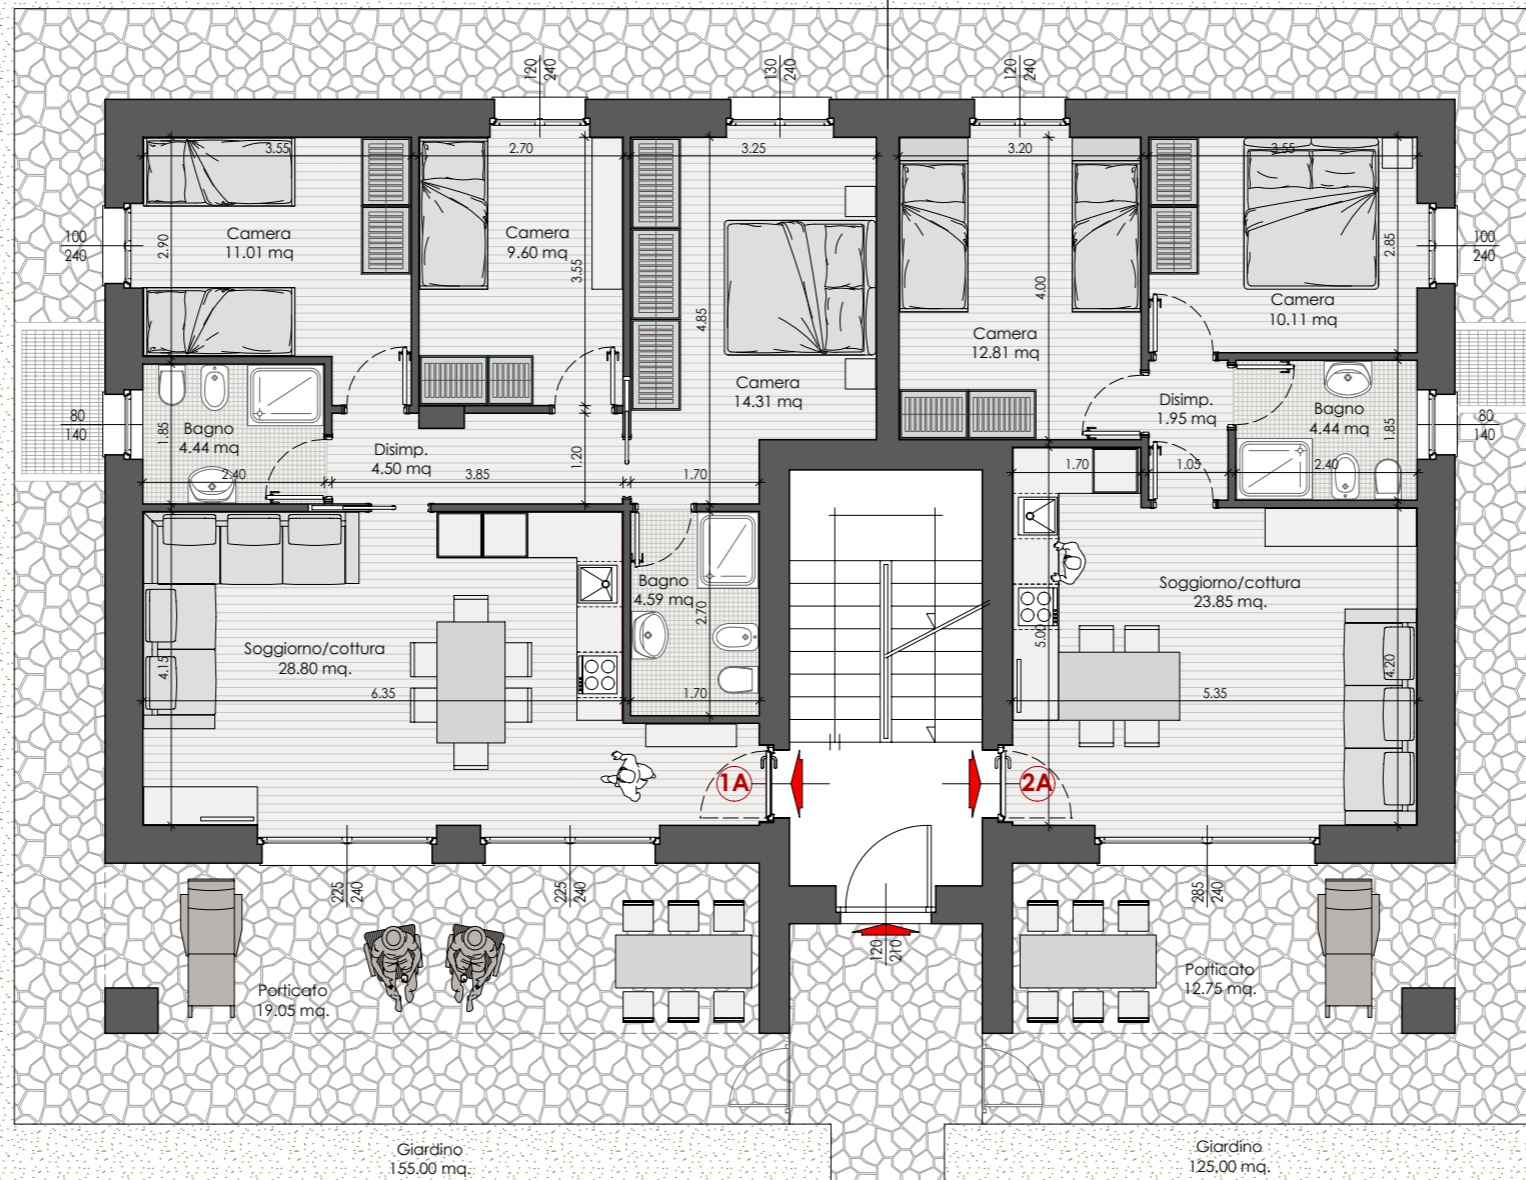 120
240
130
240
120
240
3.55
2.70
3.25
3.20
3.55
100
240
2.90
Camera
11.01 mq
Camera
9.60 mq
3.55
4.85
4.00
2.85
100
240
Camera
10.11 mq
Camera
12.81 mq
Camera
14.31 mq
80
140
1.85
Bagno
4.44 mq
2.40
Disimp.
4.50 mq
3.85
1.20
1.70
1.70
1.05
Disimp.
1.95 mq
Bagno
4.44 mq
2.40
1.85
80
140
Bagno
4.59 mq
2.70
1.70
Soggiorno/cottura
28.80 mq.
4.15
6.35
Soggiorno/cottura
23.85 mq.
5.00
4.20
5.35
1A
2A
225
240
225
240
120
210
285
240
Porticato
19.05 mq.
Porticato
12.75 mq.
Giardino
155.00 mq.
Giardino
125.00 mq.